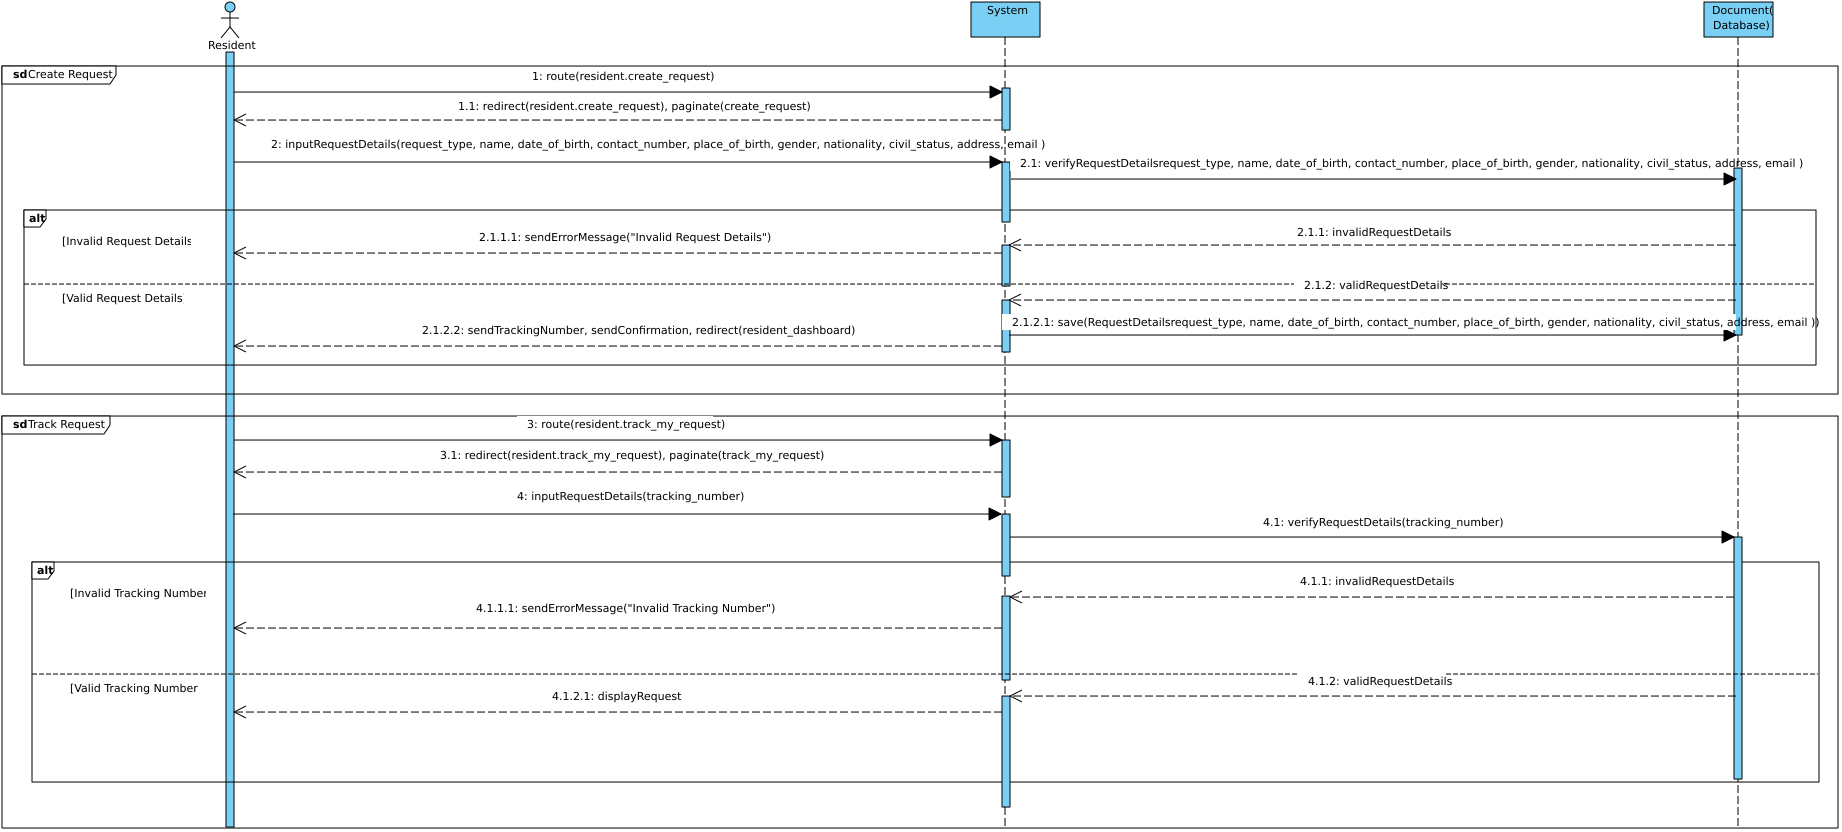 System
Document(
Database)
Resident
sd Create Request
1: route(resident.create_request)
1.1: redirect(resident.create_request), paginate(create_request)
2: inputRequestDetails(request_type, name, date_of_birth, contact_number, place_of_birth, gender, nationality, civil_status, address, email )
2.1: verifyRequestDetailsrequest_type, name, date_of_birth, contact_number, place_of_birth, gender, nationality, civil_status, address, email )
alt
[Invalid Request Details
2.1.1: invalidRequestDetails
2.1.1.1: sendErrorMessage("Invalid Request Details")
2.1.2: validRequestDetails
[Valid Request Details
2.1.2.1: save(RequestDetailsrequest_type, name, date_of_birth, contact_number, place_of_birth, gender, nationality, civil_status, address, email ))
2.1.2.2: sendTrackingNumber, sendConfirmation, redirect(resident_dashboard)
sd Track Request
3: route(resident.track_my_request)
3.1: redirect(resident.track_my_request), paginate(track_my_request)
4: inputRequestDetails(tracking_number)
4.1: verifyRequestDetails(tracking_number)
alt
[Invalid Tracking Number
4.1.1: invalidRequestDetails
4.1.1.1: sendErrorMessage("Invalid Tracking Number")
4.1.2: validRequestDetails
[Valid Tracking Number
4.1.2.1: displayRequest